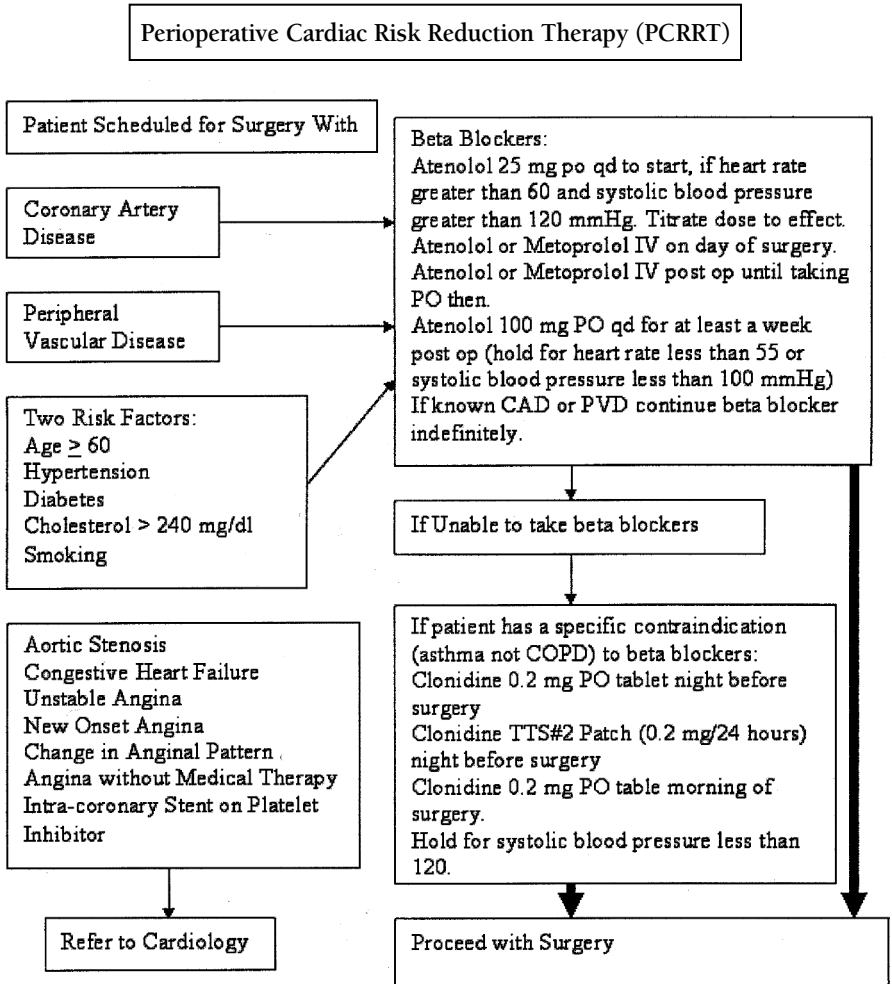 Perioperative Cardiac Risk Reduction Therapy (PCRRT)
Patient Scheduled for Surgery With
Coronary Artery
Disease
Peripheral
Vascular Disease
Two Risk Factors:
Age ≥ 60
Hypertension
Diabetes
Cholesterol > 240 mg/dl
Smoking
Aortic Stenosis
Congestive Heart Failure
Unstable Angina
New Onset Angina
Change in Anginal Pattern
Angina without Medical Therapy
Intra-coronary Stent on Platelet
Inhibitor
Refer to Cardiology
Beta Blockers:
Atenolol 25 mg po qd to start, if heart rate
greater than 60 and systolic blood pressure
greater than 120 mmHg. Titrate dose to effect.
Atenolol or Metoprolol IV on day of surgery.
Atenolol or Metoprolol IV post op until taking
PO then.
Atenolol 100 mg PO qd for at least a week
post op (hold for heart rate less than 55 or
systolic blood pressure less than 100 mmHg)
If known CAD or PVD continue beta blocker
indefinitely.
If Unable to take beta blockers
If patient has a specific contraindication
(asthma not COPD) to beta blockers:
Clonidine 0.2 mg PO tablet night before
surgery
Clonidine TTS#2 Patch (0.2 mg/24 hours)
night before surgery
Clonidine 0.2 mg PO table morning of
surgery.
Hold for systolic blood pressure less than
120.
Proceed with Surgery